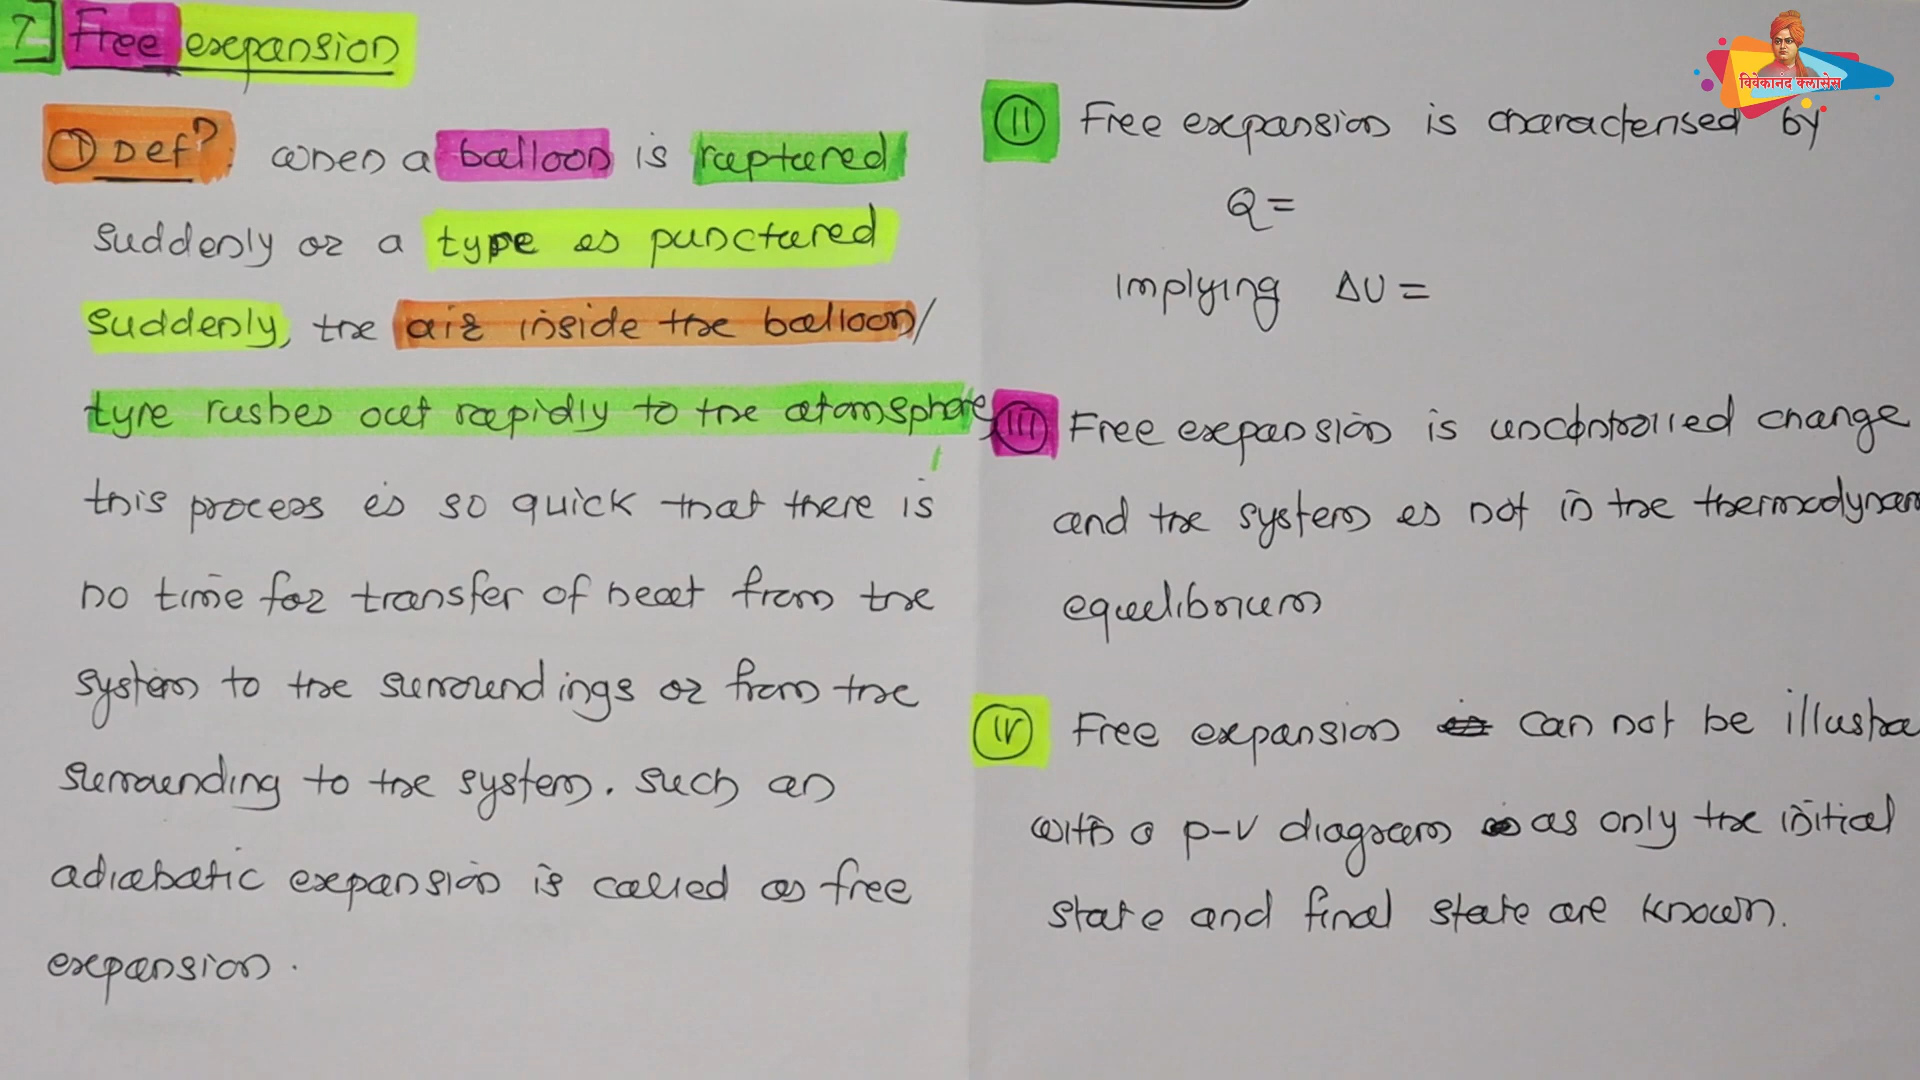 7] Free expansion
① Defⁿ: when a balloon is raptured
suddenly or a type is punctured
suddenly, the air inside the balloon/
tyre rushes out rapidly to the atomsphere,
this process is so quick that there is
no time for transfer of heat from the
system to the surroundings or from the
surrounding to the system. such an
adiabatic expansion is called as free
expansion.
विवेकानंद क्लासेस
(ii) Free expansion is characterised by
Q=
Implying ΔU =
(iii) Free expansion is uncontrolled change
and the system is not in the thermodynam
equilibrium
(iv) Free expansion can not be illustra
with a p-v diagram as only the initial
state and final state are known.